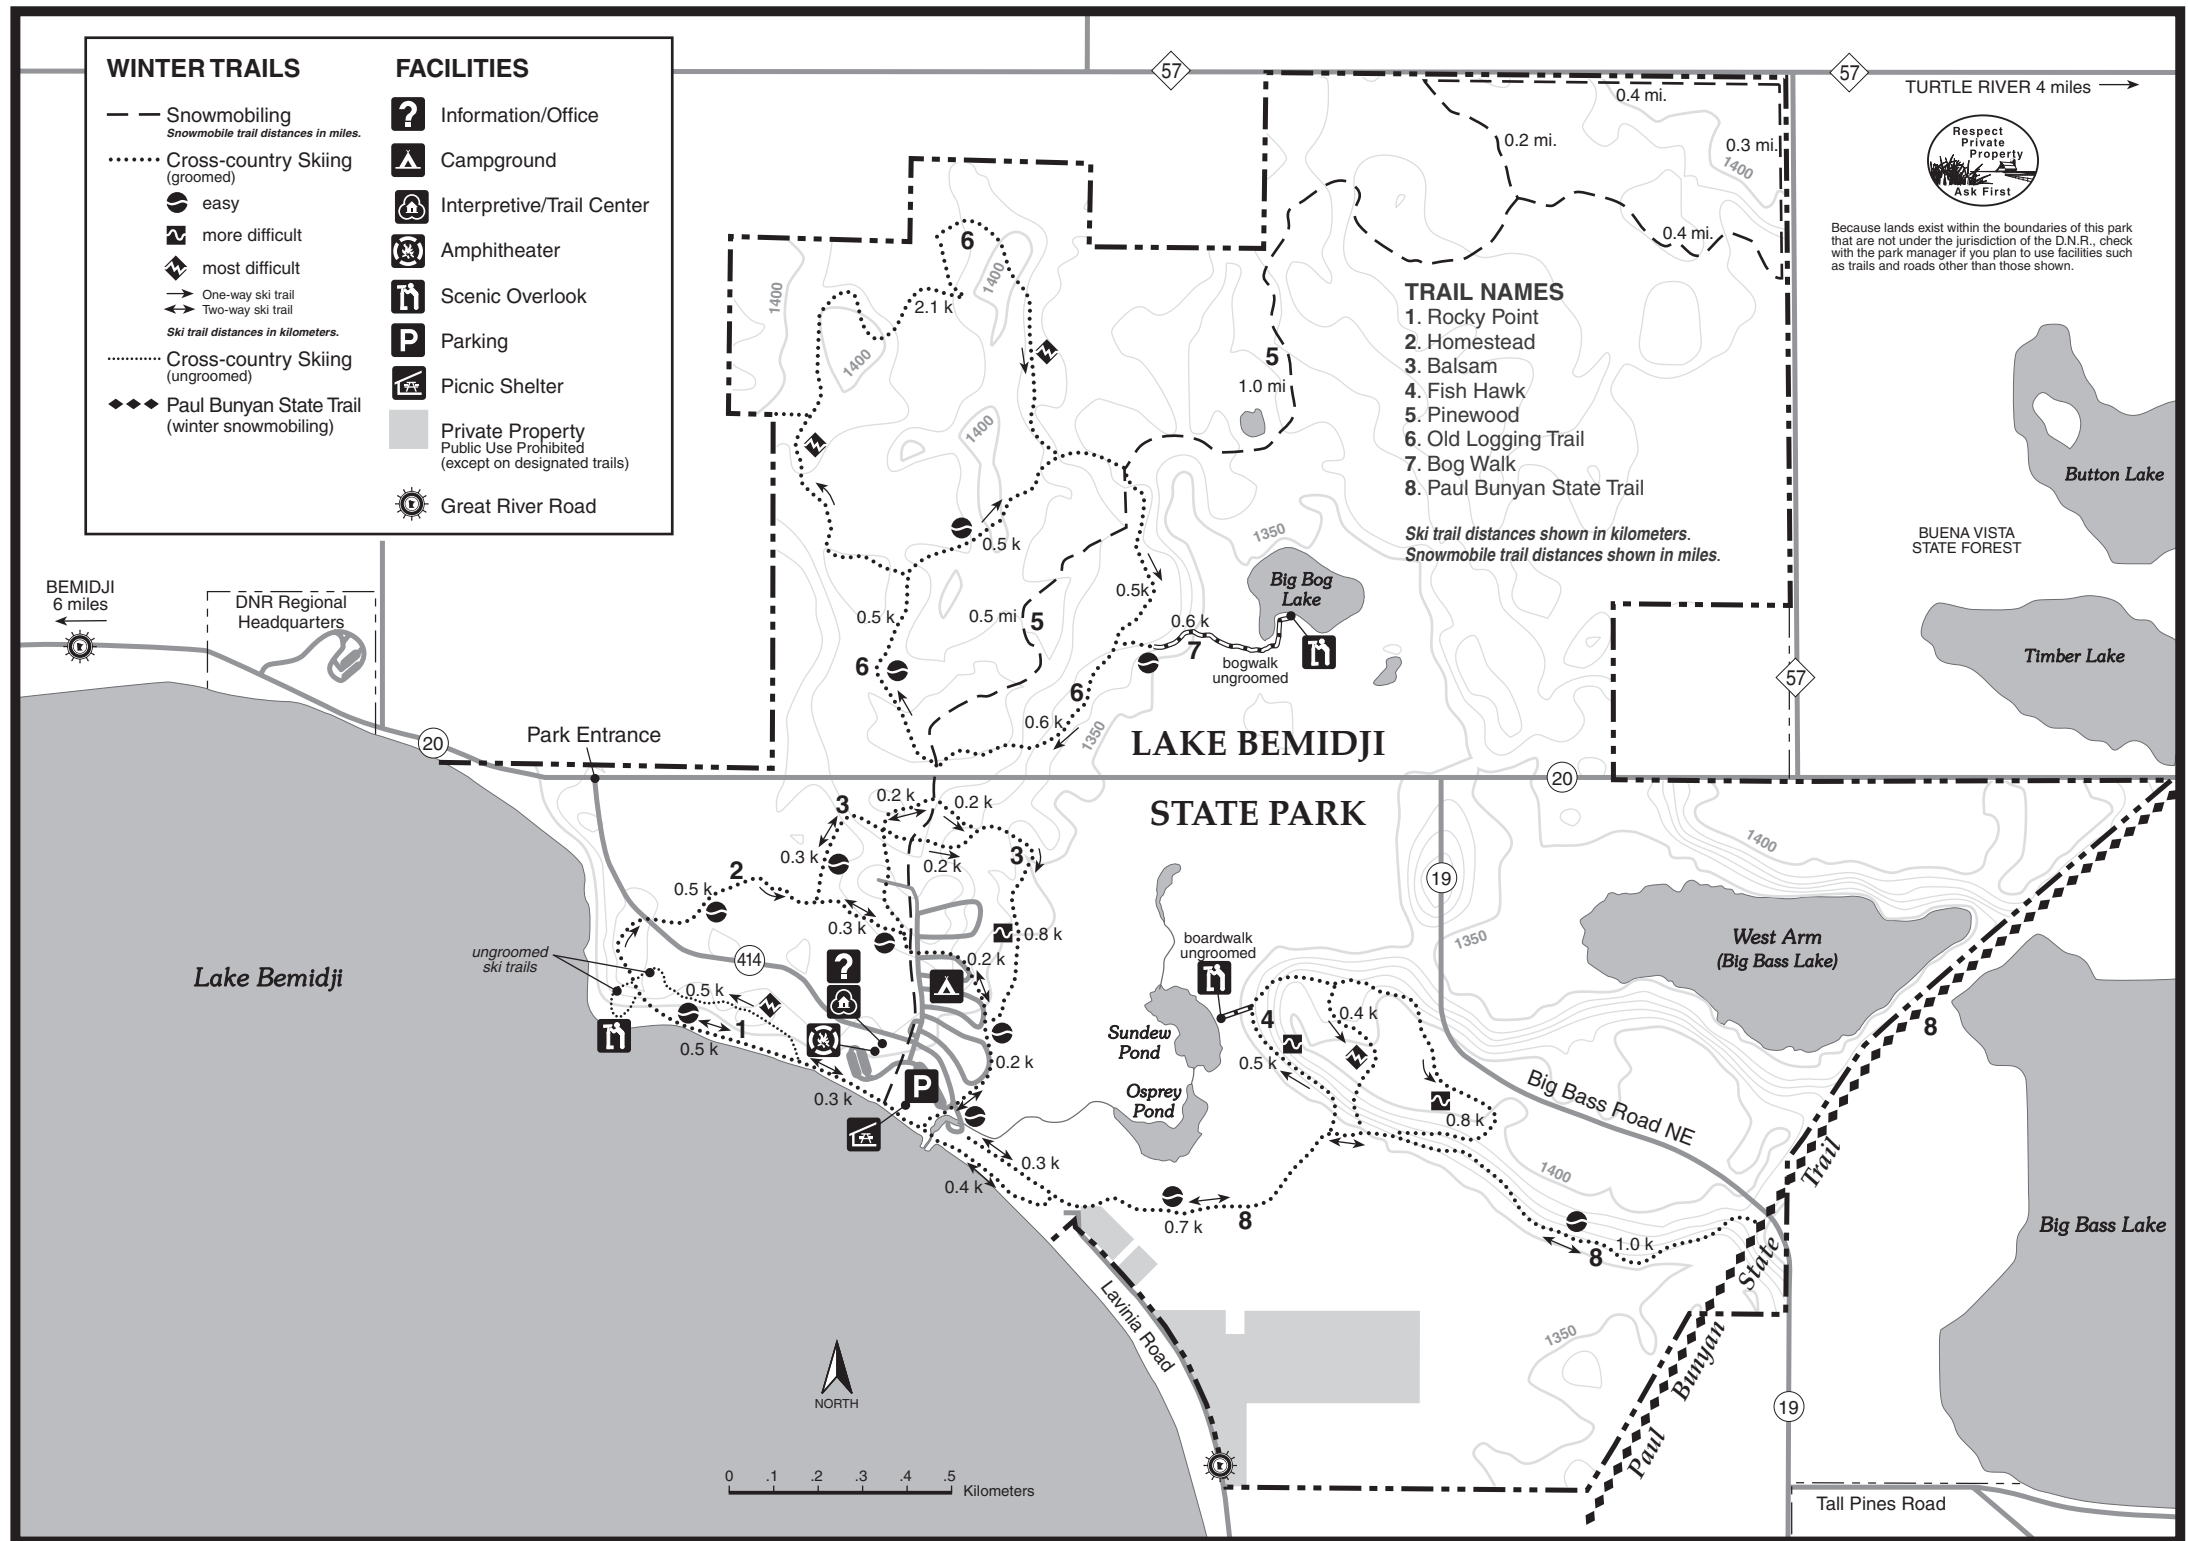 WINTER TRAILS
Snowmobiling
Snowmobile trail distances in miles.
Cross-country Skiing
(groomed)
easy
more difficult
most difficult
One-way ski trail
Two-way ski trail
Ski trail distances in kilometers.
Cross-country Skiing
(ungroomed)
Paul Bunyan State Trail
(winter snowmobiling)
FACILITIES
?
Information/Office
Campground
Interpretive/Trail Center
Amphitheater
Scenic Overlook
P
Parking
Picnic Shelter
Private Property
Public Use Prohibited
(except on designated trails)
Great River Road
57
57
TURTLE RIVER 4 miles
Respect
Private
Property
Ask First
Because lands exist within the boundaries of this park
that are not under the jurisdiction of the D.N.R., check
with the park manager if you plan to use facilities such
as trails and roads other than those shown.
0.4 mi.
0.2 mi.
0.3 mi.
1400
0.4 mi.
TRAIL NAMES
1. Rocky Point
2. Homestead
3. Balsam
4. Fish Hawk
5. Pinewood
6. Old Logging Trail
7. Bog Walk
8. Paul Bunyan State Trail
Ski trail distances shown in kilometers.
Snowmobile trail distances shown in miles.
6
1400
1400
2.1 k
1400
1400
5
1.0 mi
0.5 k
0.5 k
0.5k
0.5 mi
5
6
6
0.6 k
0.6 k
7
bogwalk
ungroomed
1350
1350
Big Bog
Lake
Button Lake
BUENA VISTA
STATE FOREST
Timber Lake
57
BEMIDJI
6 miles
DNR Regional
Headquarters
20
Park Entrance
LAKE BEMIDJI
STATE PARK
20
3
0.2 k
0.2 k
0.2 k
3
0.3 k
2
0.5 k
0.3 k
0.8 k
0.2 k
414
?
ungroomed
ski trails
0.5 k
1
0.5 k
0.3 k
P
0.2 k
0.3 k
0.4 k
Lake Bemidji
boardwalk
ungroomed
Sundew
Pond
Osprey
Pond
4
0.4 k
0.5 k
0.8 k
19
1350
1400
West Arm
(Big Bass Lake)
8
Big Bass Road NE
1400
0.7 k
8
1.0 k
8
Big Bass Lake
Paul Bunyan State Trail
1350
Lavinia Road
19
Tall Pines Road
NORTH
0 .1 .2 .3 .4 .5
Kilometers